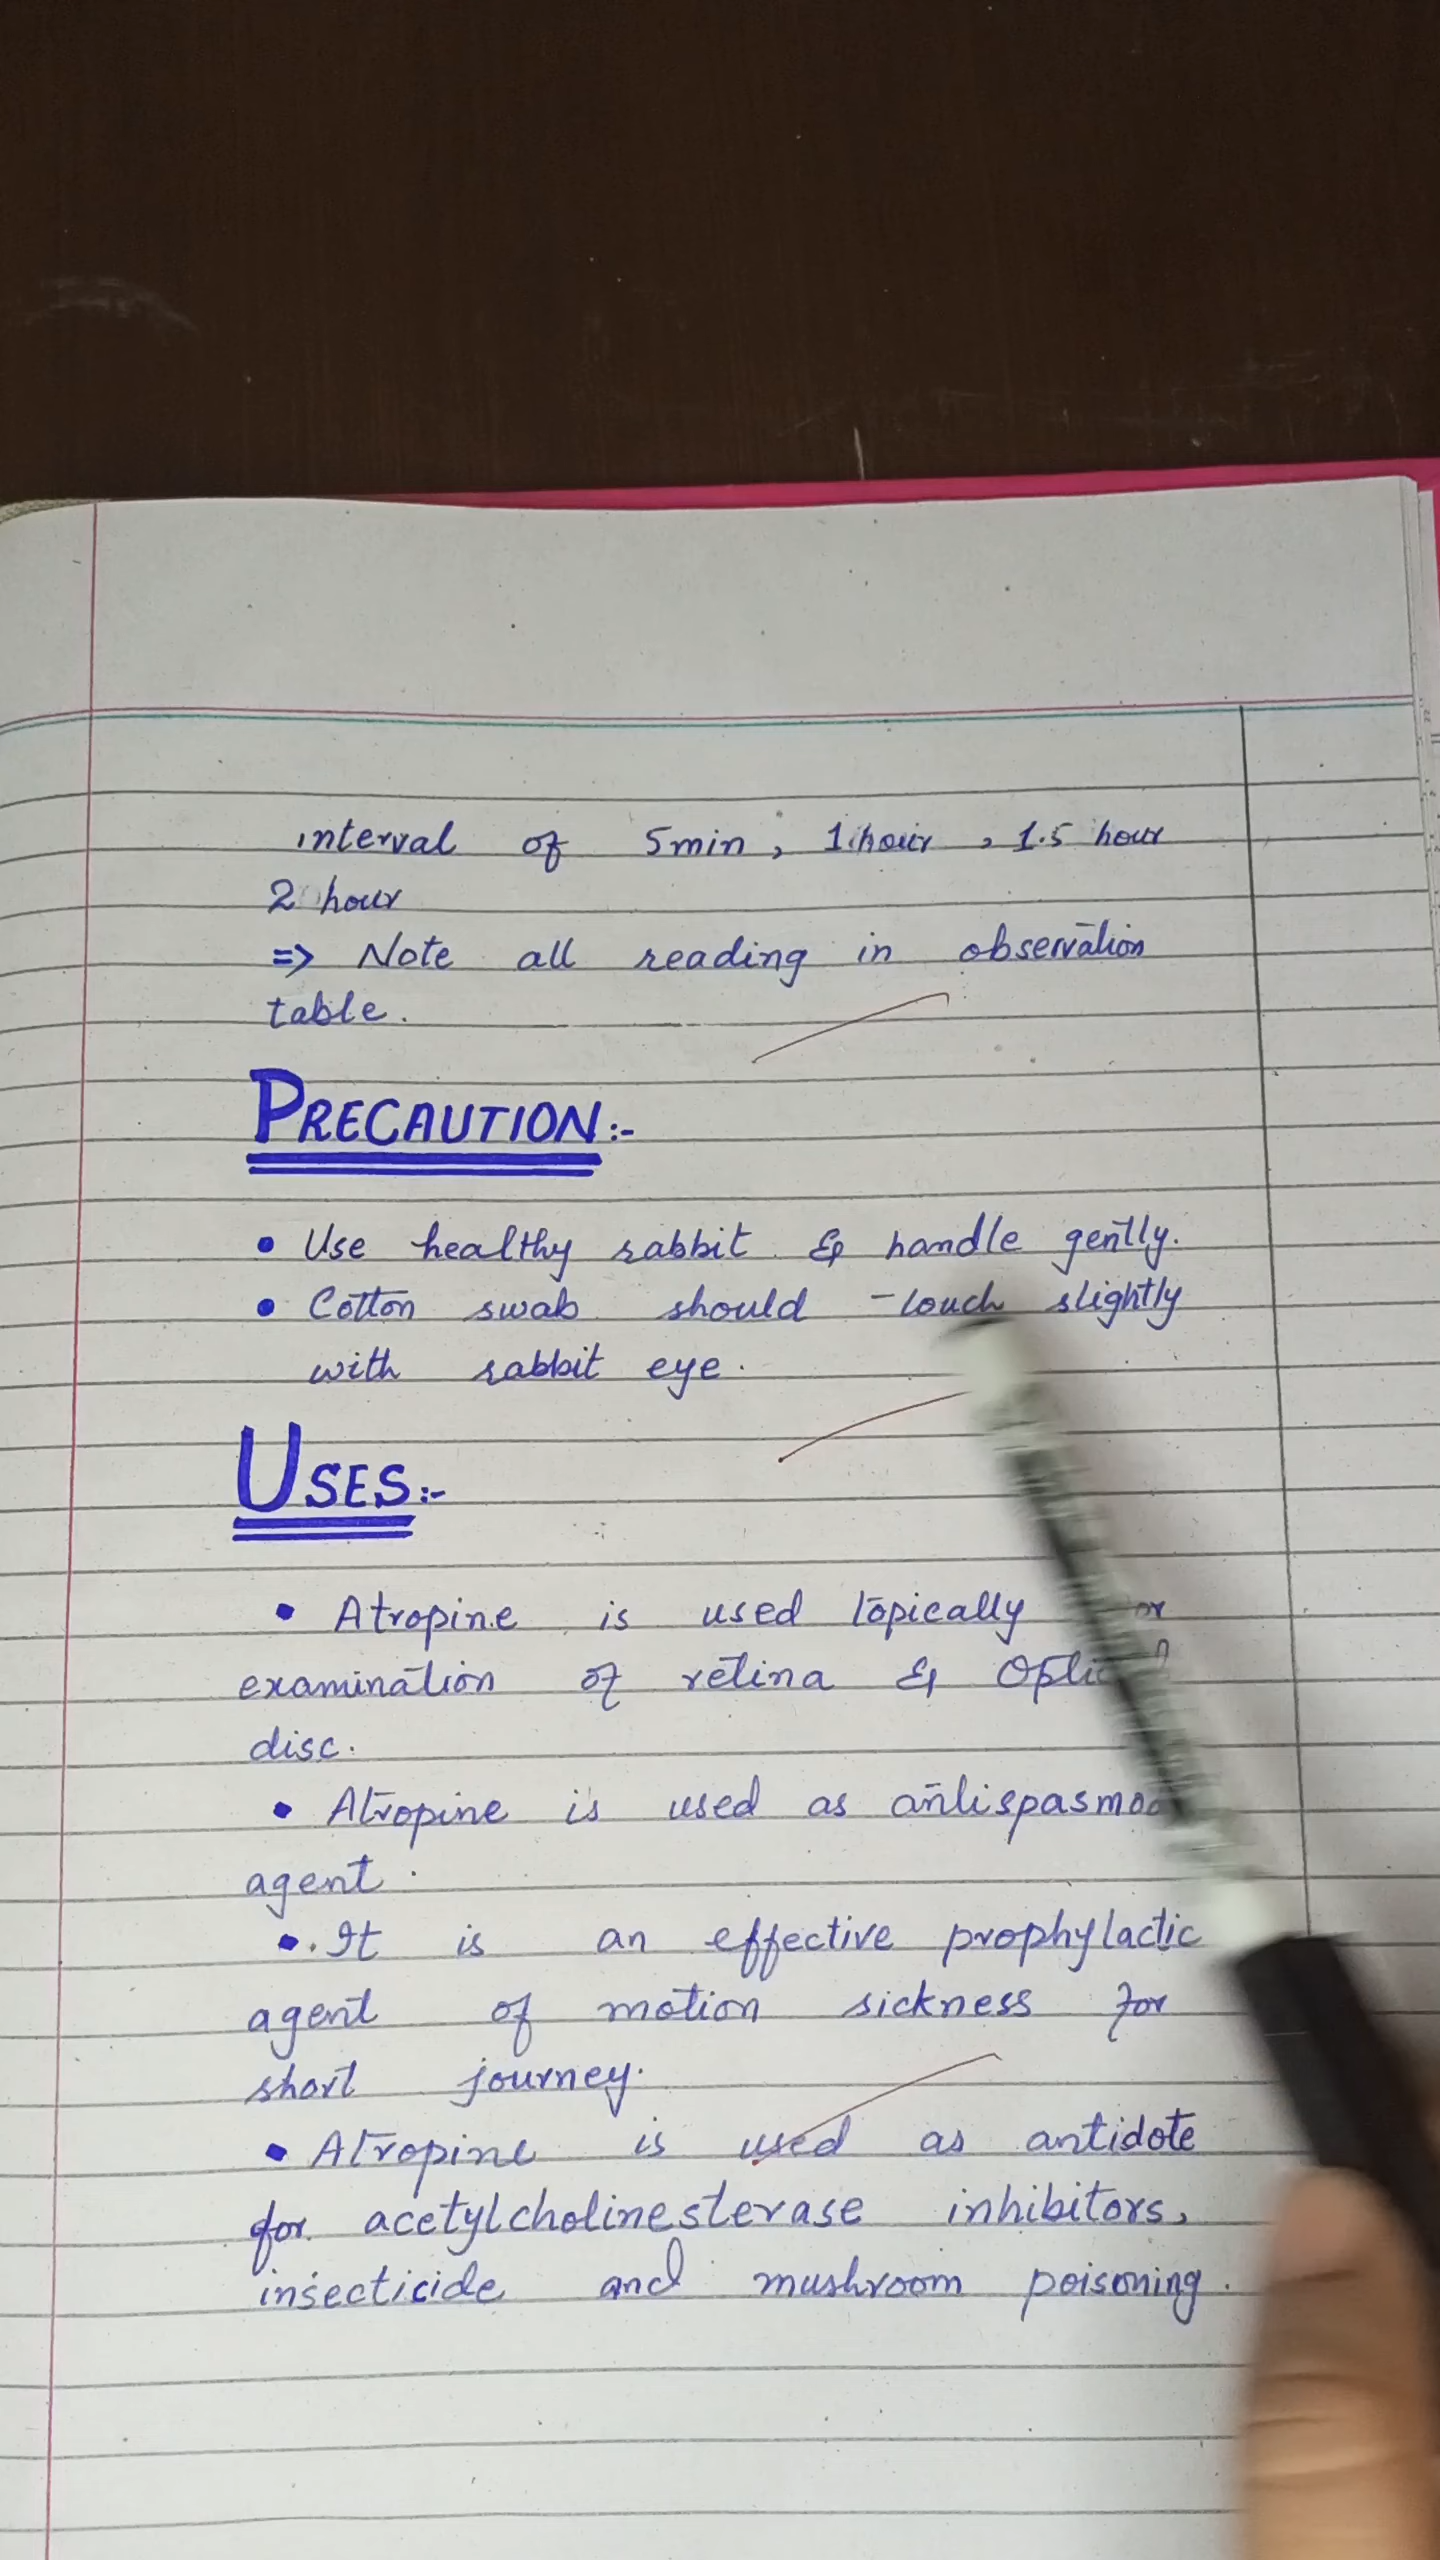 interval of 5min, 1 hour, 1.5 hour
2 hour
=> Note all reading in observation
table.
PRECAUTION:-
• Use healthy rabbit & handle gently.
• Cotton swab should touch slightly
with rabbit eye.
USES:-
• Atropine is used topically
examination of retina &
disc.
• Atropine is used as
agent.
• It is an effective prophylactic
agent of motion sickness for
short journey.
• Atropine is used as antidote
for acetylcholinesterase inhibitors,
insecticide and mushroom poisoning.